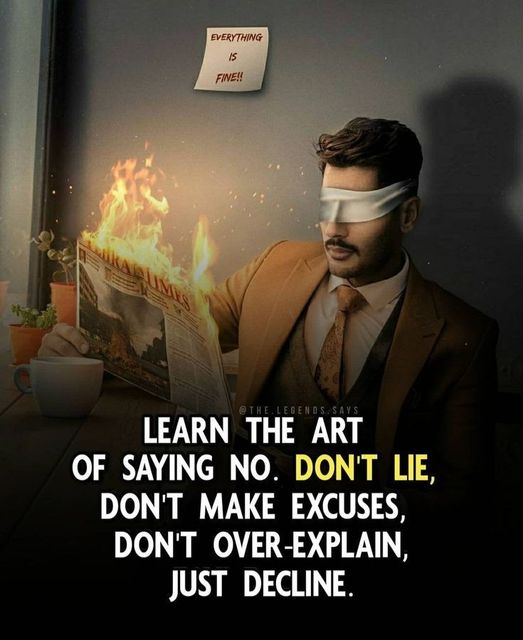 EVERYTHING
IS
FINE!!
TIMES
@THE.LEGENDS.SAYS
LEARN THE ART
OF SAYING NO. DON'T LIE,
DON'T MAKE EXCUSES,
DON'T OVER-EXPLAIN,
JUST DECLINE.